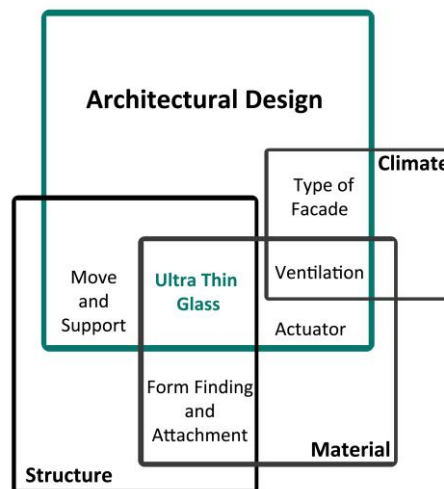 Architectural Design
Climate
Type of
Facade
Move
and
Support
Ultra Thin
Glass
Ventilation
Actuator
Form Finding
and
Attachment
Material
Structure